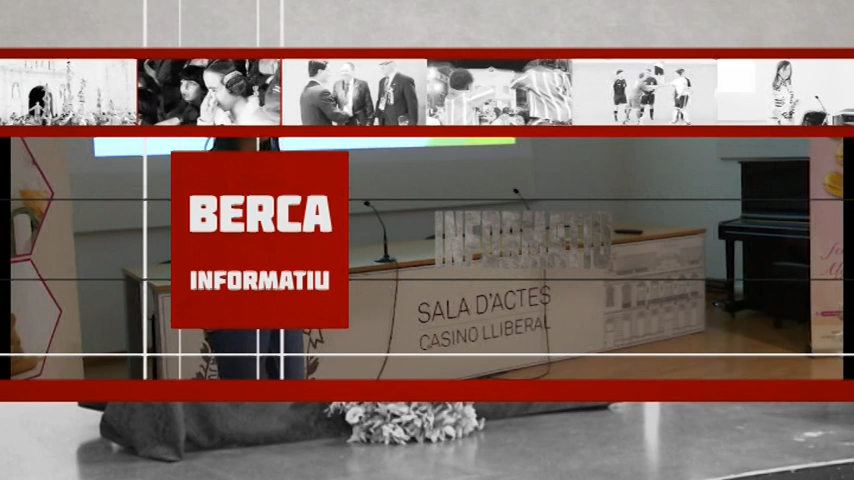 BERCA
INFORMATIU
INFORMATIU
SALA D'ACTES
CASINO LLIBERAL